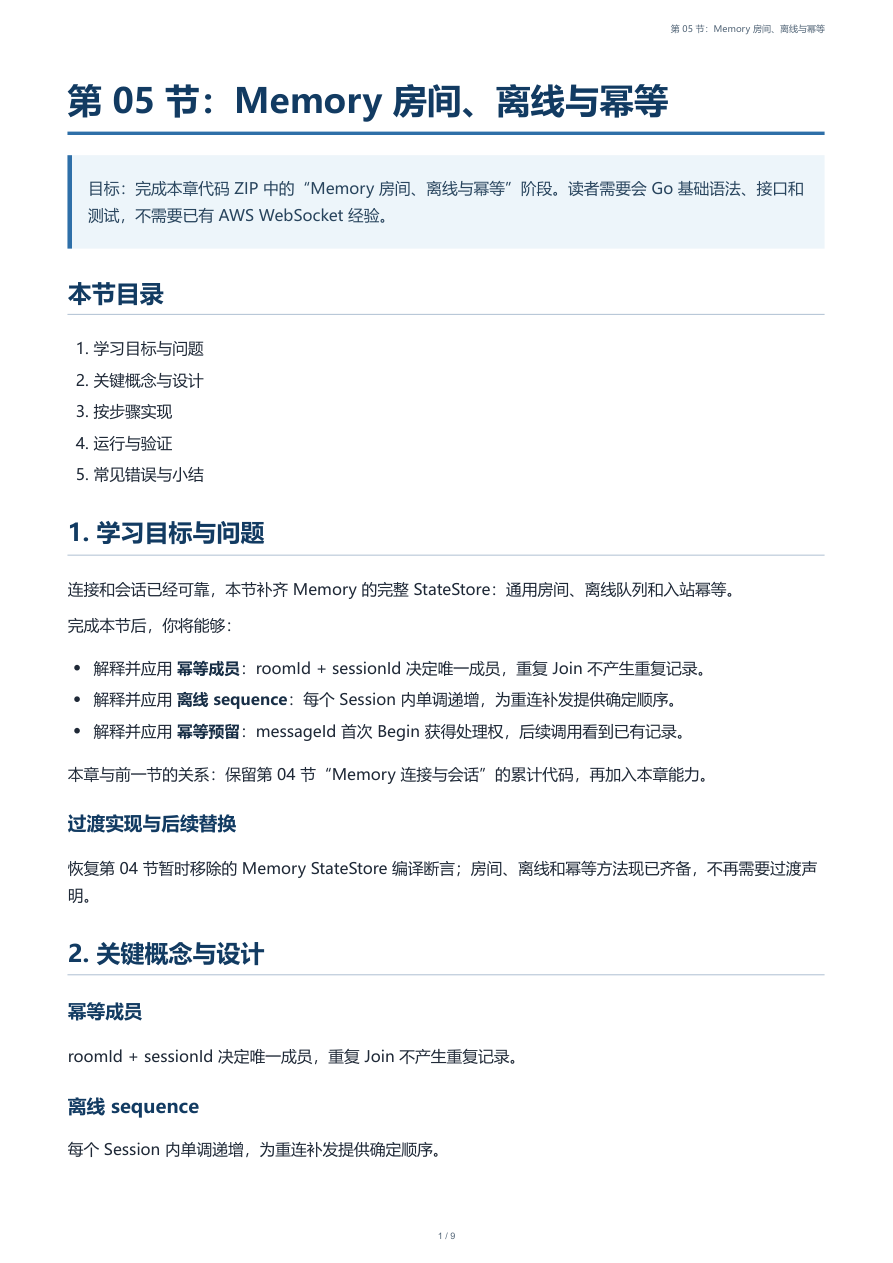 第 05 节：Memory 房间、离线与幂等
第 05 节：Memory 房间、离线与幂等
目标：完成本章代码 ZIP 中的“Memory 房间、离线与幂等”阶段。读者需要会 Go 基础语法、接口和
测试，不需要已有 AWS WebSocket 经验。
本节目录
1. 学习目标与问题
2. 关键概念与设计
3. 按步骤实现
4. 运行与验证
5. 常见错误与小结
1. 学习目标与问题
连接和会话已经可靠，本节补齐 Memory 的完整 StateStore：通用房间、离线队列和入站幂等。
完成本节后，你将能够：
• 解释并应用 幂等成员：roomId + sessionId 决定唯一成员，重复 Join 不产生重复记录。
• 解释并应用 离线 sequence：每个 Session 内单调递增，为重连补发提供确定顺序。
• 解释并应用 幂等预留：messageId 首次 Begin 获得处理权，后续调用看到已有记录。
本章与前一节的关系：保留第 04 节“Memory 连接与会话”的累计代码，再加入本章能力。
过渡实现与后续替换
恢复第 04 节暂时移除的 Memory StateStore 编译断言；房间、离线和幂等方法现已齐备，不再需要过渡声
明。
2. 关键概念与设计
幂等成员
roomId + sessionId 决定唯一成员，重复 Join 不产生重复记录。
离线 sequence
每个 Session 内单调递增，为重连补发提供确定顺序。
1 / 9